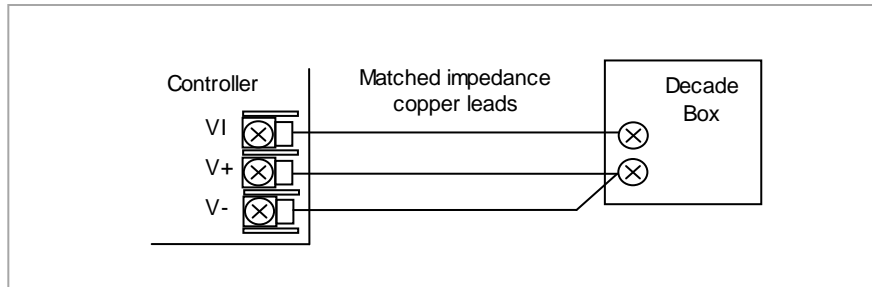 Controller
Matched impedance
copper leads
Decade
Box
VI
V+
V-